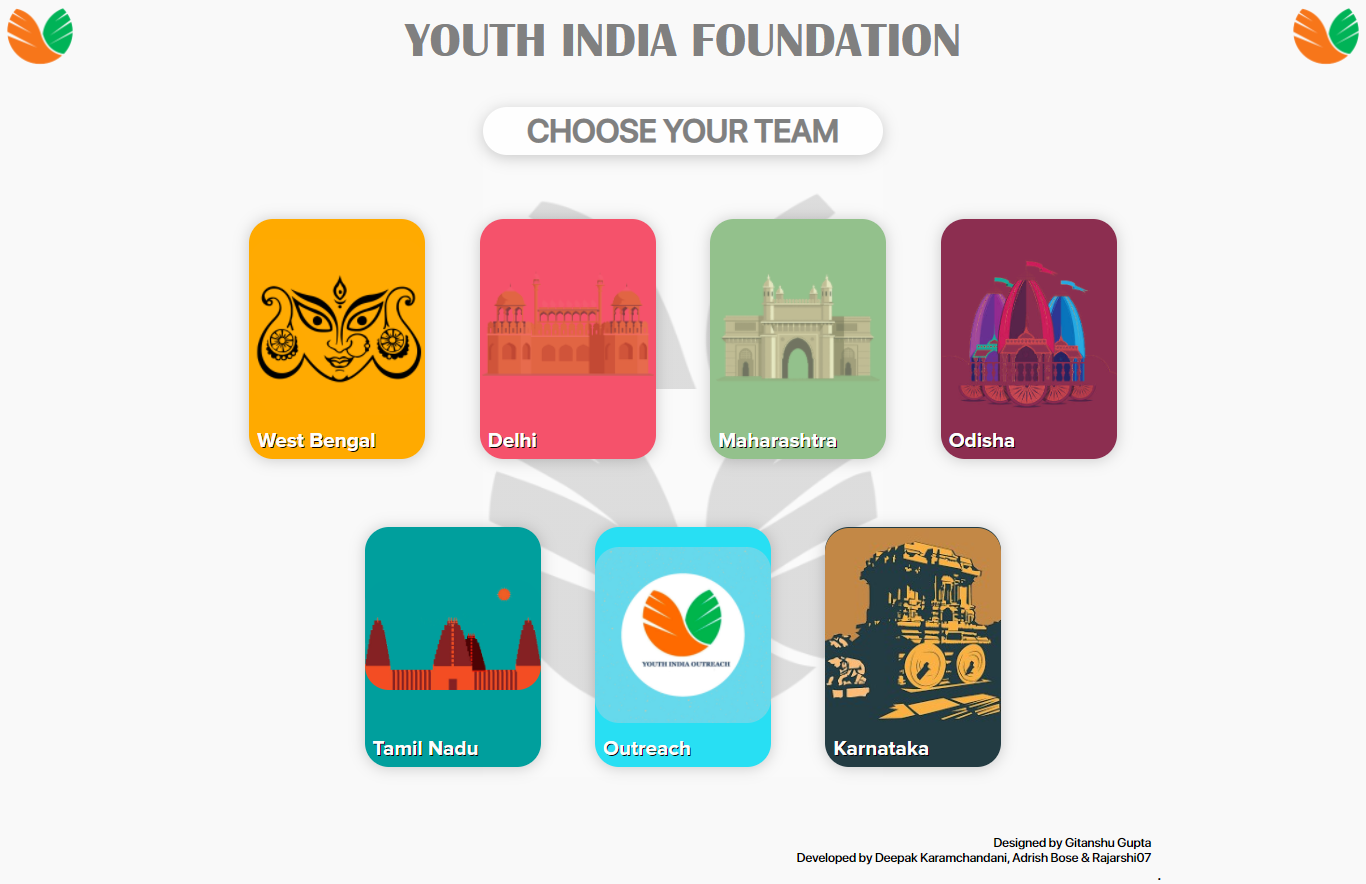 YOUTH INDIA FOUNDATION
CHOOSE YOUR TEAM
West Bengal
Delhi
Maharashtra
Odisha
YOUTH INDIA OUTREACH
Tamil Nadu
Outreach
Karnataka
Designed by Gitanshu Gupta
Developed by Deepak Karamchandani, Adrish Bose & Rajarshi07
.